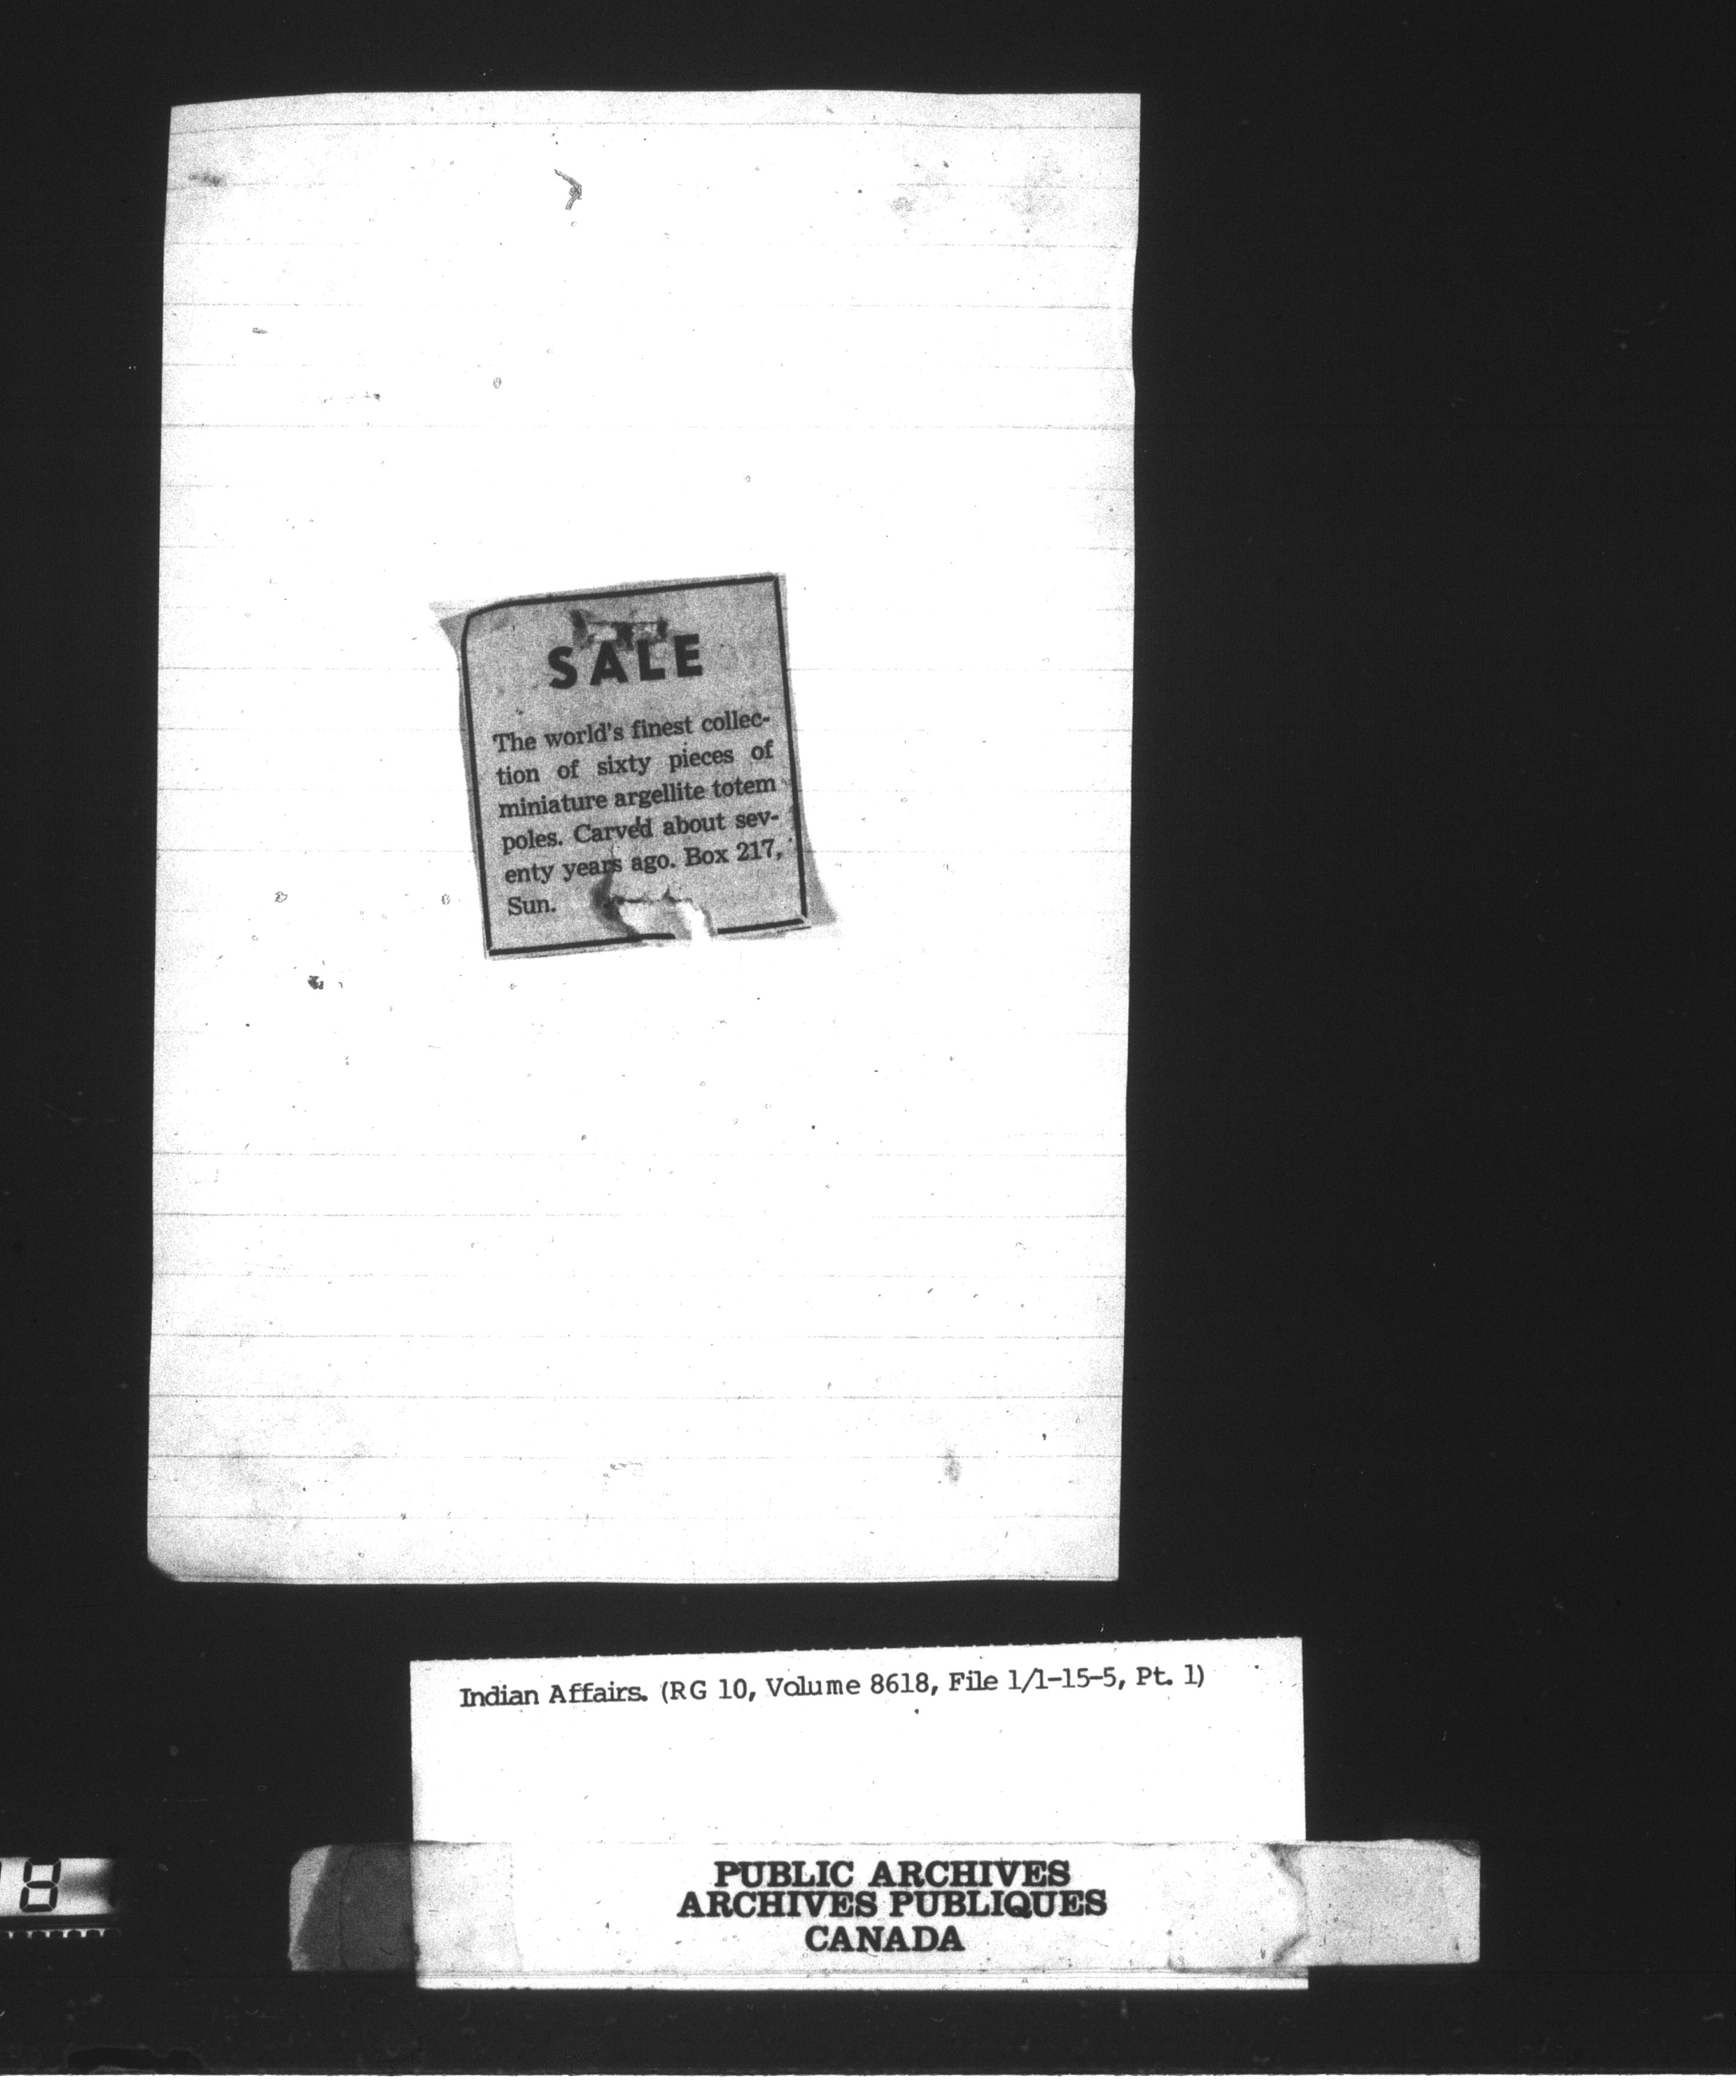 SALE
The world's finest collec-
tion of sixty pieces of
miniature argellite totem
poles. Carved about sev-
enty years ago. Box 217,
Sun.
Indian Affairs. (RG 10, Volume 8618, File 1/1-15-5, Pt. 1)
8
PUBLIC ARCHIVES
ARCHIVES PUBLIQUES
CANADA